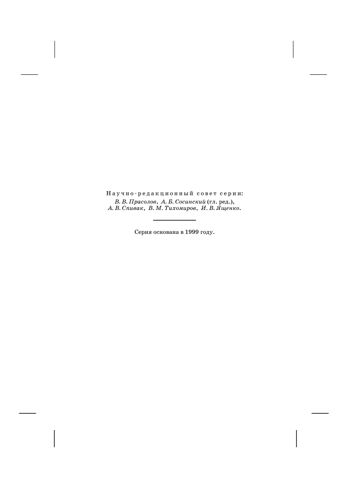 Научно-редакционный совет серии:
В. В. Прасолов, А. Б. Сосинский (гл. ред.),
А. В. Спивак, В. М. Тихомиров, И. В. Ященко.
Серия основана в 1999 году.